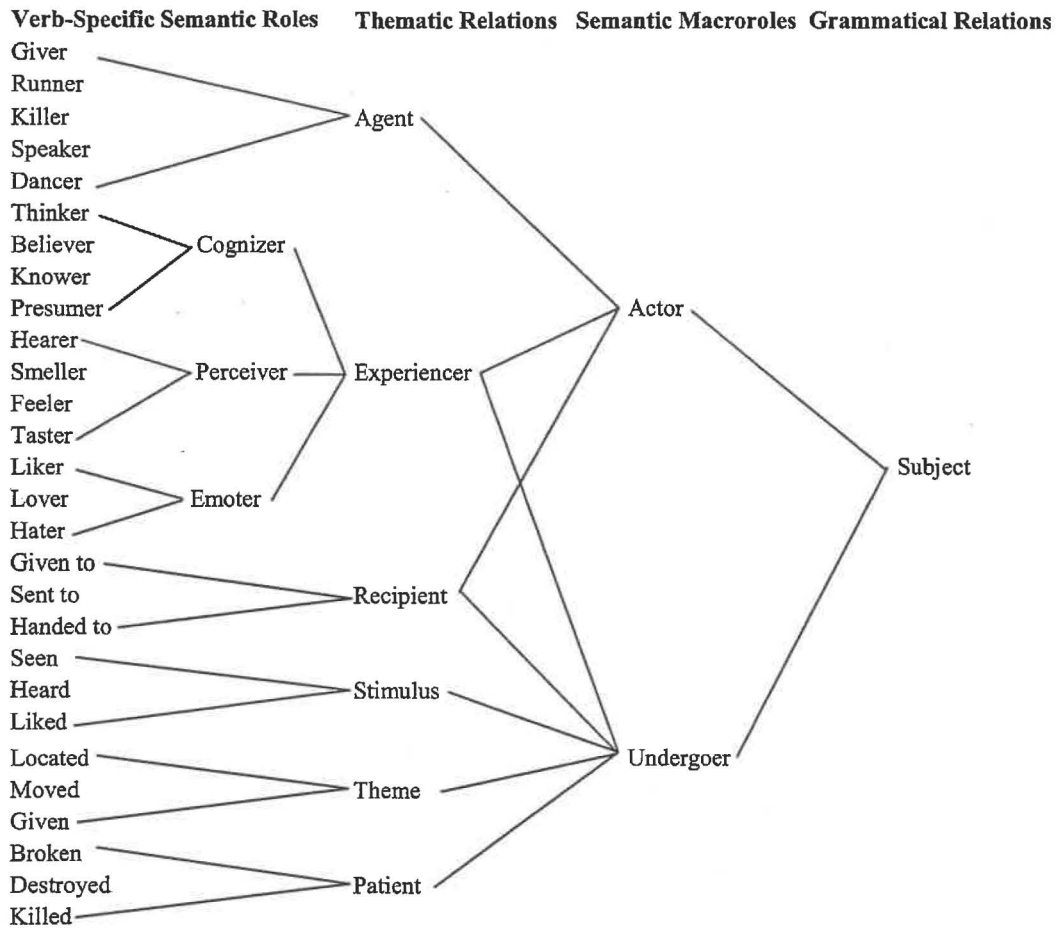 Verb-Specific Semantic Roles Thematic Relations Semantic Macroroles Grammatical Relations
Giver
Runner
Killer
Agent
Speaker
Dancer
Thinker
Believer Cognizer
Knower
Presumer Actor
Hearer
Smeller Perceiver Experiencer
Feeler
Taster
Liker Subject
Lover Emoter
Hater
Given to
Sent to Recipient
Handed to
Seen
Heard Stimulus
Liked
Located Undergoer
Moved Theme
Given
Broken
Destroyed Patient
Killed